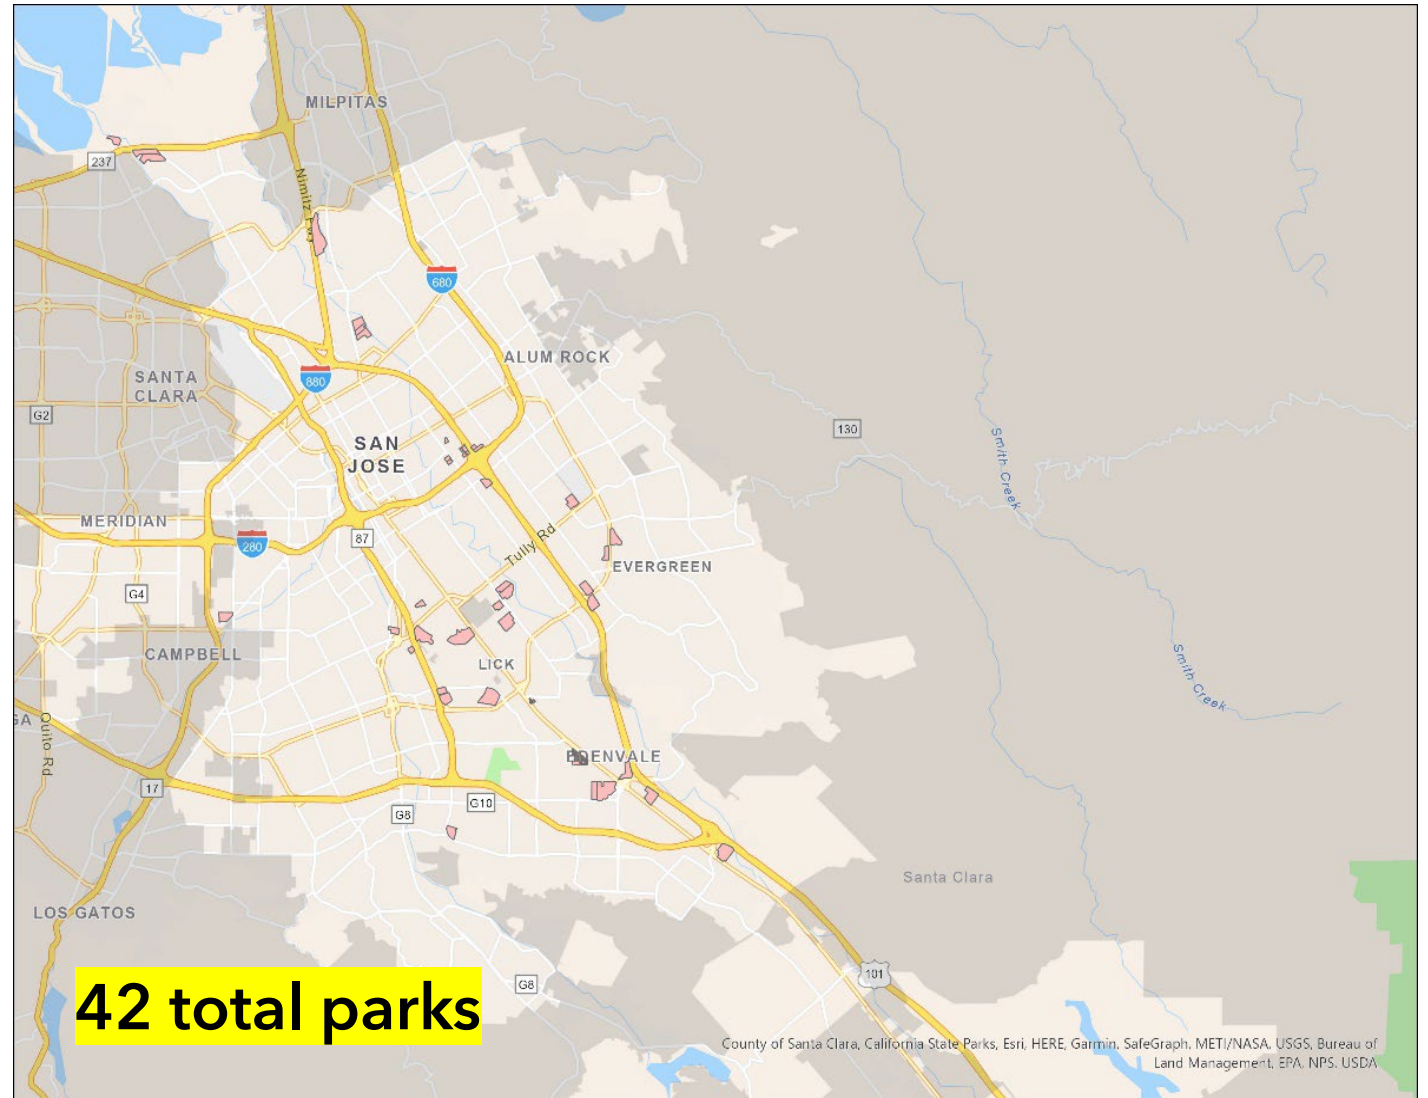 MILPITAS
237
Nimitz Fwy
680
ALUM ROCK
SANTA
CLARA
880
G2
130
SAN
JOSE
Smith Creek
MERIDIAN
87
280
Tully Rd
EVERGREEN
G4
CAMPBELL
LICK
Smith Creek
GA
Quito Rd
EDENVALE
17
G10
G8
Santa Clara
LOS GATOS
101
G8
42 total parks
County of Santa Clara, California State Parks, Esri, HERE, Garmin, SafeGraph, METI/NASA, USGS, Bureau of
Land Management, EPA, NPS, USDA